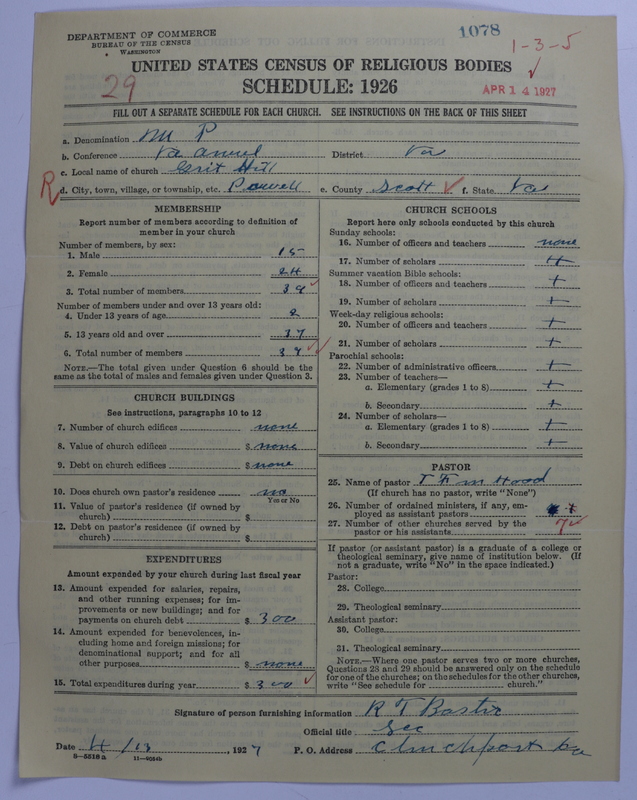 DEPARTMENT OF COMMERCE
BUREAU OF THE CENSUS
WASHINGTON
1078
1-3-5
UNITED STATES CENSUS OF RELIGIOUS BODIES
29
SCHEDULE: 1926
APR 14 1927
FILL OUT A SEPARATE SCHEDULE FOR EACH CHURCH. SEE INSTRUCTIONS ON THE BACK OF THIS SHEET
a. Denomination M P
b. Conference Va annul District Va
c. Local name of church Grit Hill
R d. City, town, village, or township, etc. Powell e. County Scott f. State Va
MEMBERSHIP
Report number of members according to definition of
member in your church
Number of members, by sex:
1. Male 15
2. Female 24
3. Total number of members 39
Number of members under and over 13 years old:
4. Under 13 years of age 2
5. 13 years old and over 37
6. Total number of members 39
NOTE.—The total given under Question 6 should be the
same as the total of males and females given under Question 3.
CHURCH BUILDINGS
See instructions, paragraphs 10 to 12
7. Number of church edifices none
8. Value of church edifices $ none
9. Debt on church edifices $ none
10. Does church own pastor's residence no
Yes or No
11. Value of pastor's residence (if owned by
church) $
12. Debt on pastor's residence (if owned by
church) $
EXPENDITURES
Amount expended by your church during last fiscal year
13. Amount expended for salaries, repairs,
and other running expenses; for im-
provements or new buildings; and for
payments on church debt $ 300
14. Amount expended for benevolences, in-
cluding home and foreign missions; for
denominational support; and for all
other purposes $ none
15. Total expenditures during year $ 300
CHURCH SCHOOLS
Report here only schools conducted by this church
Sunday schools:
16. Number of officers and teachers none
17. Number of scholars
Summer vacation Bible schools:
18. Number of officers and teachers +
19. Number of scholars +
Week-day religious schools:
20. Number of officers and teachers +
21. Number of scholars +
Parochial schools:
22. Number of administrative officers +
23. Number of teachers—
a. Elementary (grades 1 to 8) +
b. Secondary +
24. Number of scholars—
a. Elementary (grades 1 to 8) +
b. Secondary +
PASTOR
25. Name of pastor T F M Hood
(If church has no pastor, write "None")
26. Number of ordained ministers, if any, em-
ployed as assistant pastors
27. Number of other churches served by the
pastor or his assistants 7
If pastor (or assistant pastor) is a graduate of a college or
theological seminary, give name of institution below. (If
not a graduate, write "No" in the space indicated.)
Pastor:
28. College
29. Theological seminary
Assistant pastor:
30. College
31. Theological seminary
NOTE.—Where one pastor serves two or more churches,
Questions 28 and 29 should be answered only on the schedule
for one of the churches; on the schedules for the other churches,
write "See schedule for church."
Signature of person furnishing information R T
Official title Sec
Date 4/13, 1927 P. O. Address Clinchport Va
8-5518a 11-9084b